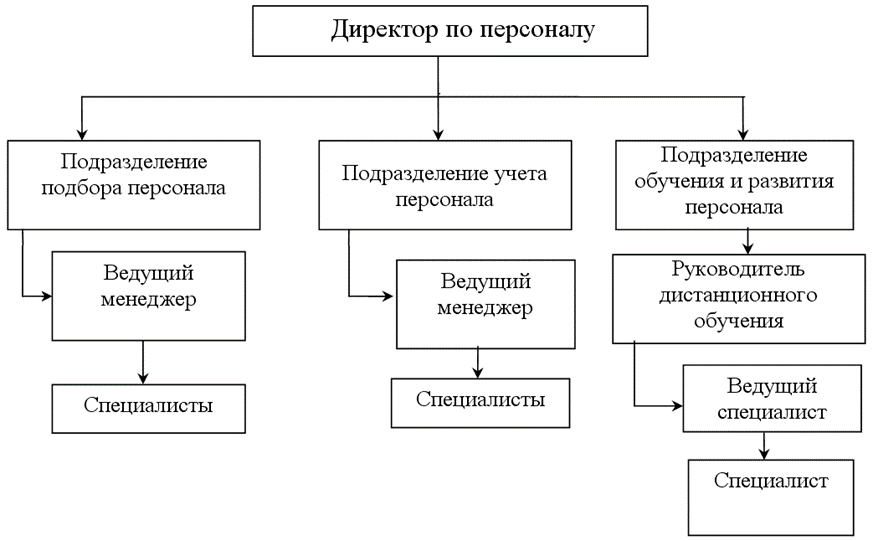 Директор по персоналу
Подразделение
подбора персонала
Подразделение учета
персонала
Подразделение
обучения и развития
персонала
Ведущий
менеджер
Ведущий
менеджер
Руководитель
дистанционного
обучения
Специалисты
Специалисты
Ведущий
специалист
Специалист